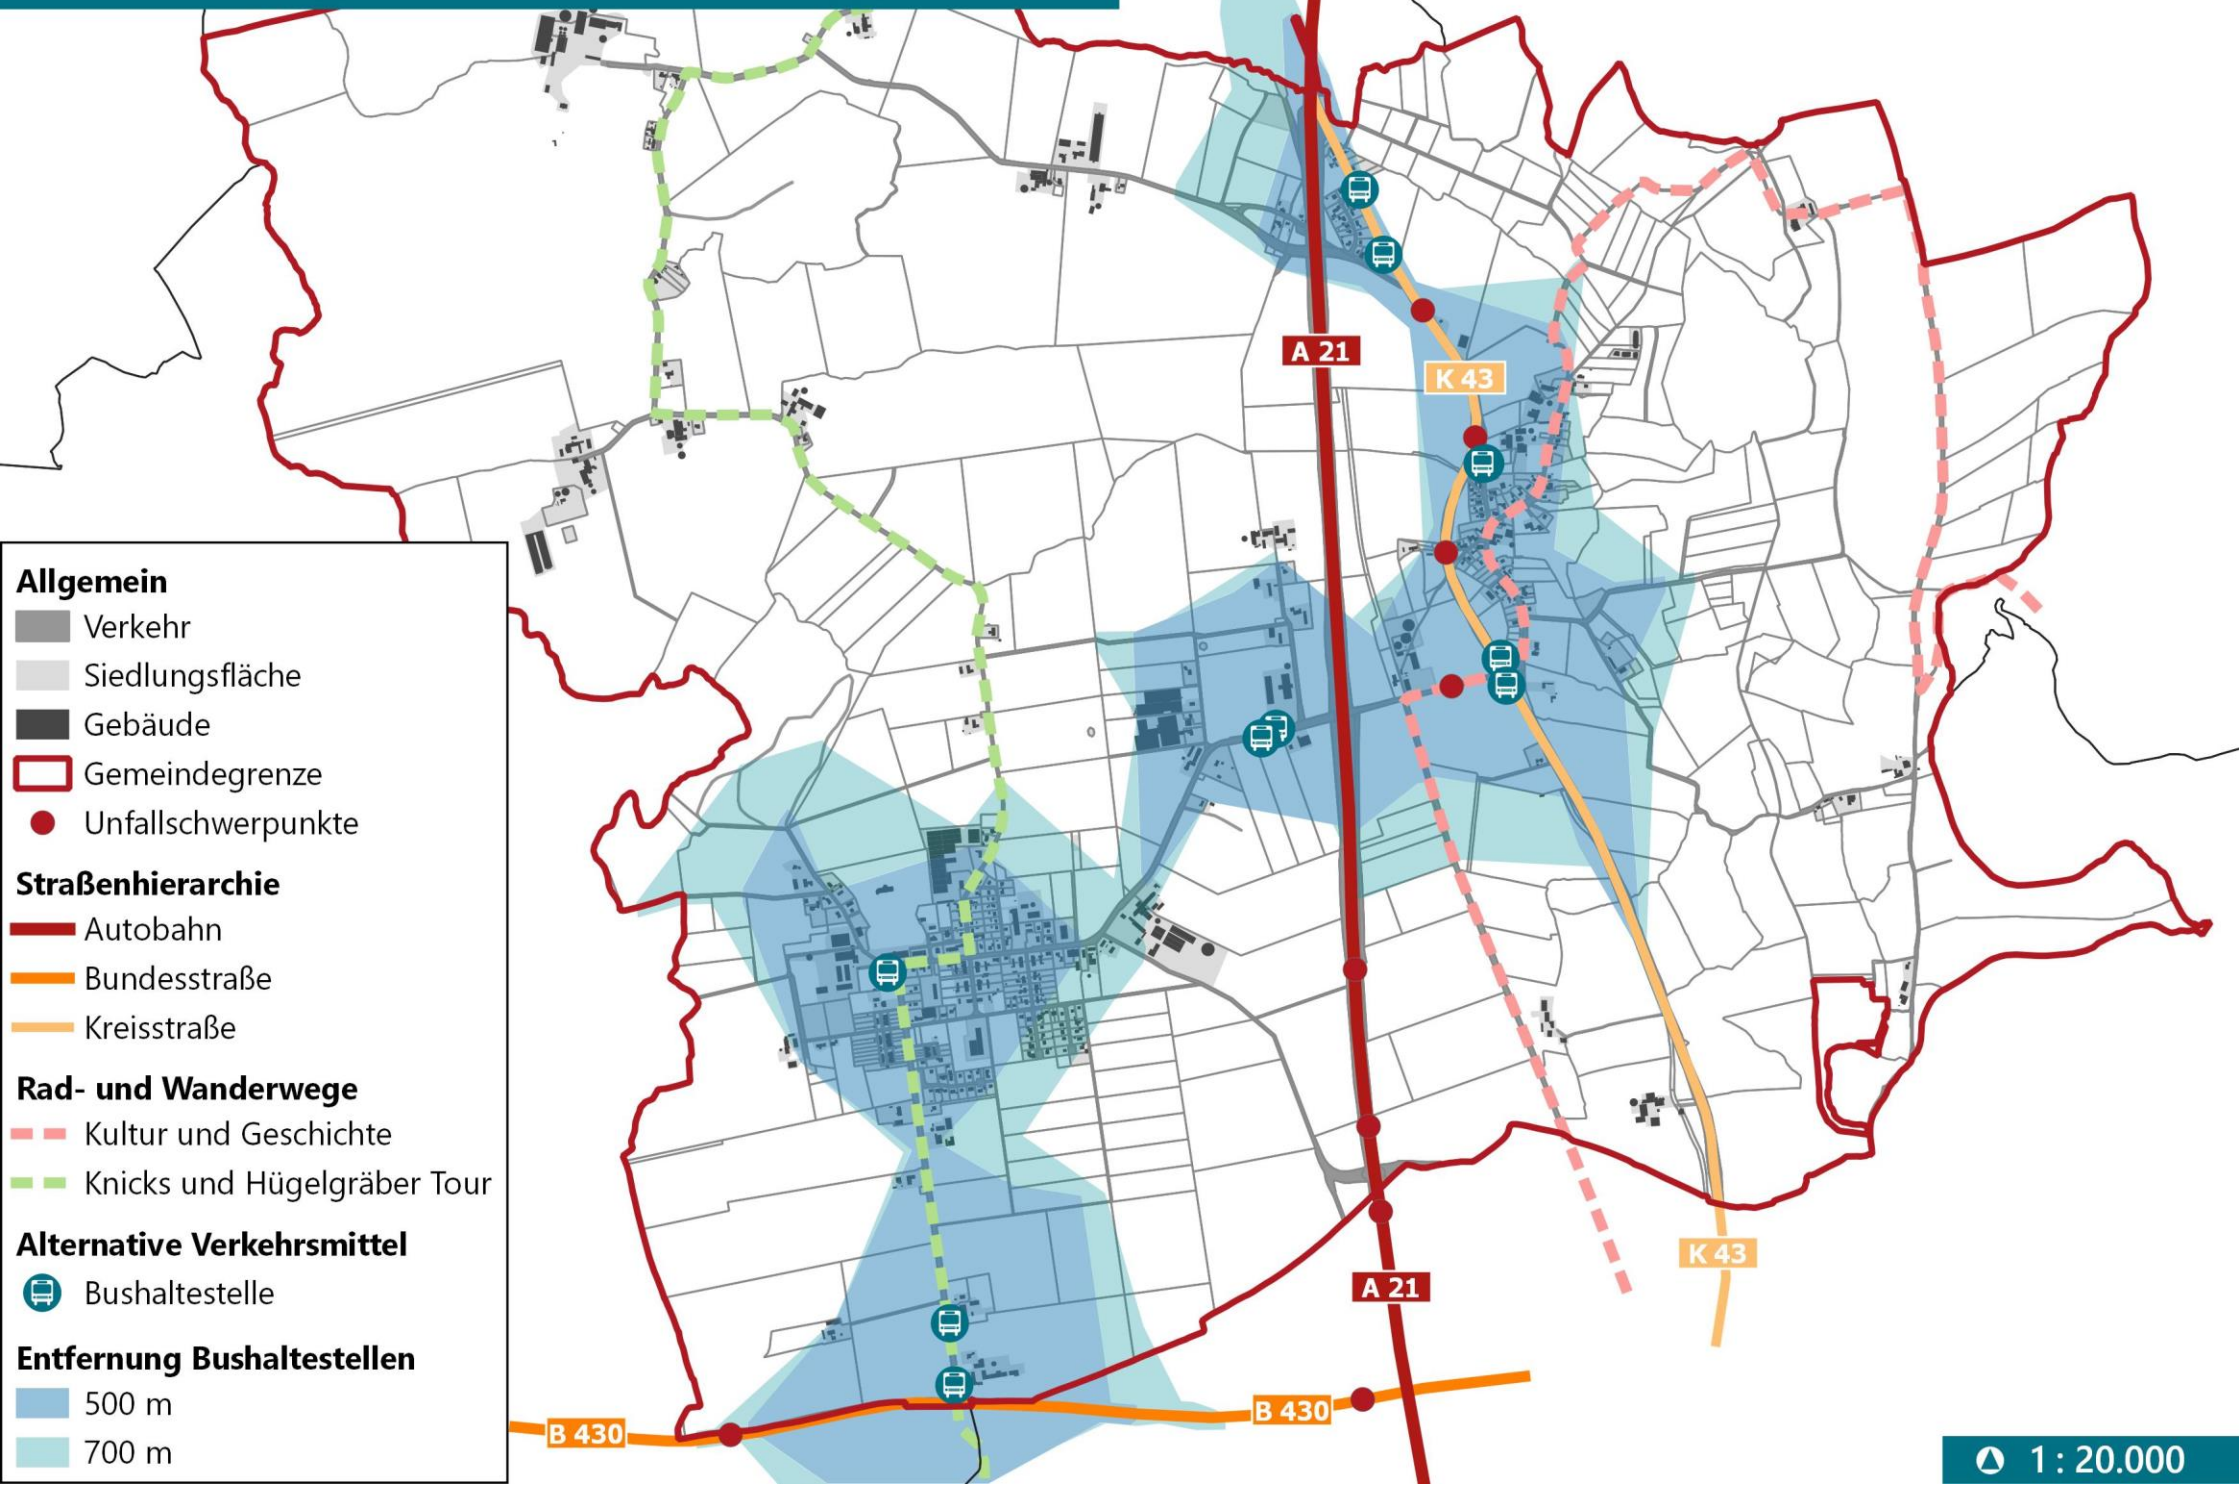 A 21
K 43
Allgemein
Verkehr
Siedlungsfläche
Gebäude
Gemeindegrenze
Unfallschwerpunkte
Straßenhierarchie
Autobahn
Bundesstraße
Kreisstraße
Rad- und Wanderwege
Kultur und Geschichte
Knicks und Hügelgräber Tour
Alternative Verkehrsmittel
Bushaltestelle
Entfernung Bushaltestellen
500 m
700 m
K 43
A 21
B 430
B 430
1 : 20.000